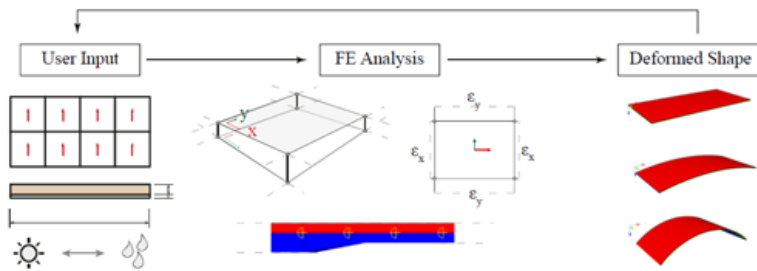 User Input
FE Analysis
Deformed Shape
y
x
εy
εx
εx
εy